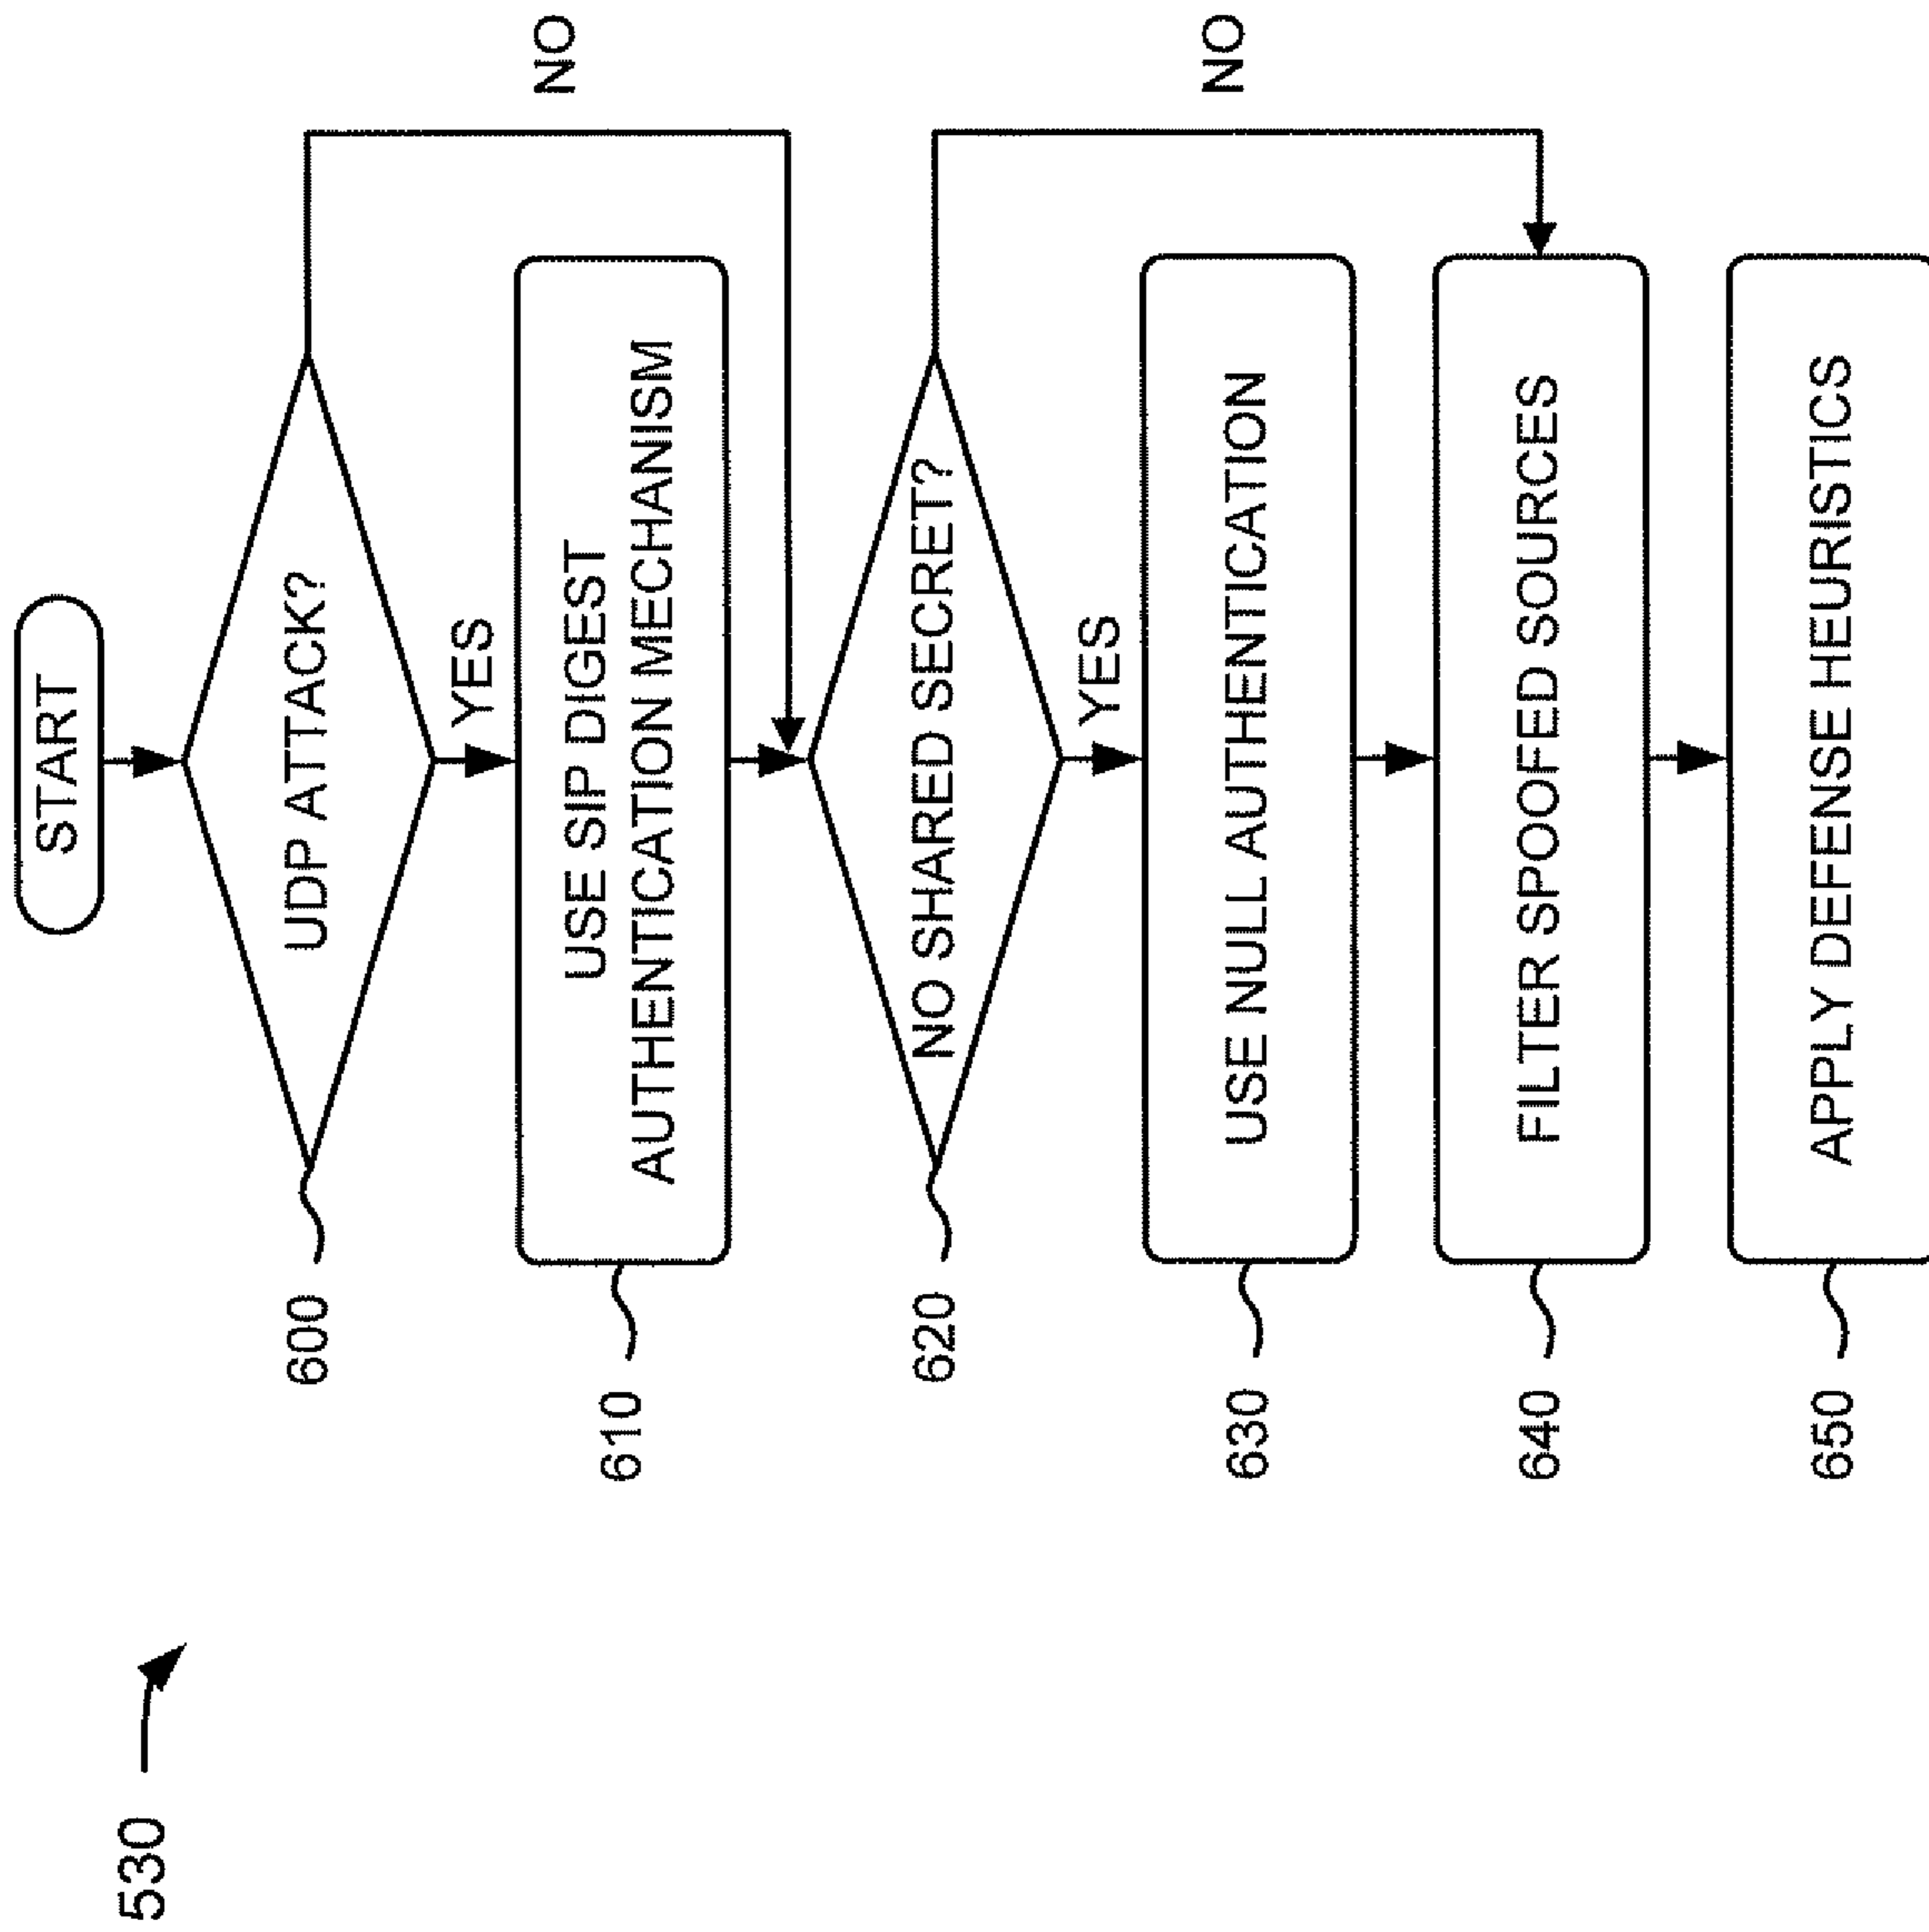 530
START
600
UDP ATTACK?
NO
YES
610
USE SIP DIGEST
AUTHENTICATION MECHANISM
620
NO SHARED SECRET?
NO
YES
630
USE NULL AUTHENTICATION
640
FILTER SPOOFED SOURCES
650
APPLY DEFENSE HEURISTICS